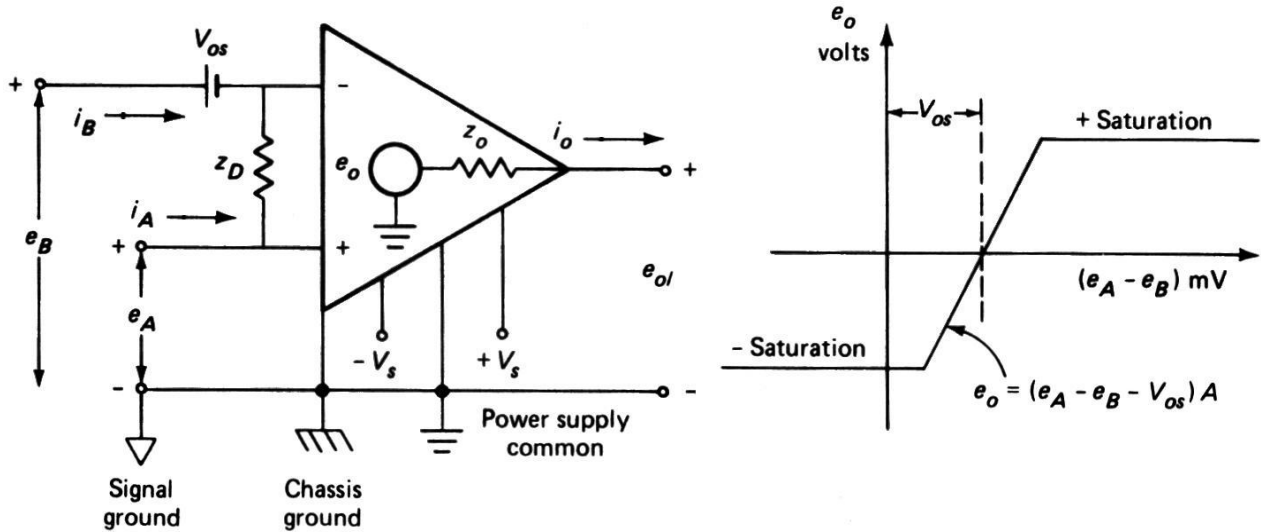 V_os
+
i_B
−
z_D
e_o
z_o
i_o
+
i_A
+
+
e_B
e_A
e_ol
− V_s
+ V_s
−
−
Power supply
common
Signal
ground
Chassis
ground
e_o
volts
V_os
+ Saturation
(e_A − e_B) mV
− Saturation
e_o = (e_A − e_B − V_os) A